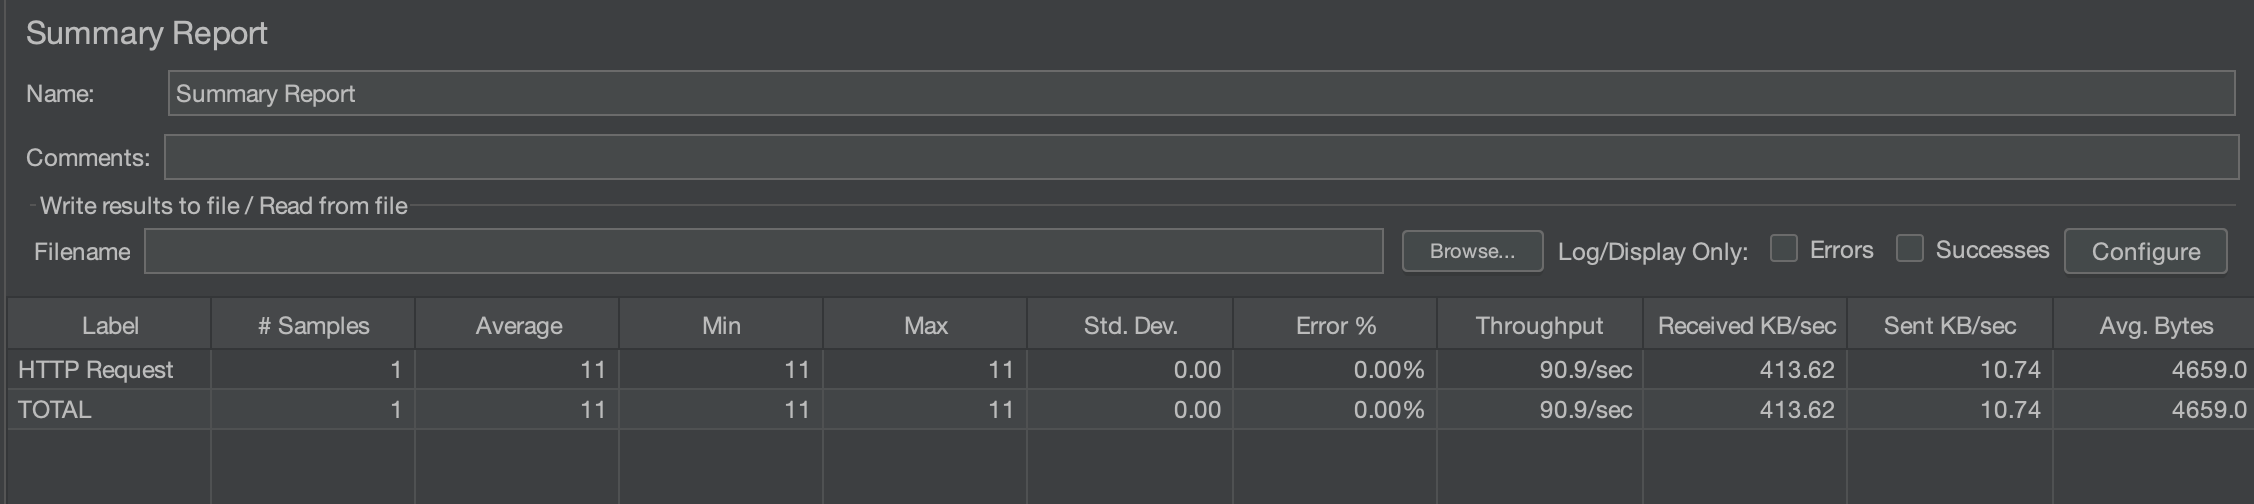 Summary Report
Name: Summary Report
Comments:
Write results to file / Read from file
Filename Browse... Log/Display Only: Errors Successes Configure
Label # Samples Average Min Max Std. Dev. Error % Throughput Received KB/sec Sent KB/sec Avg. Bytes
HTTP Request 1 11 11 11 0.00 0.00% 90.9/sec 413.62 10.74 4659.0
TOTAL 1 11 11 11 0.00 0.00% 90.9/sec 413.62 10.74 4659.0